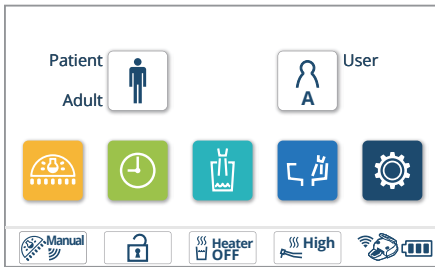 Patient
User
Adult
A
Manual
Heater
OFF
High